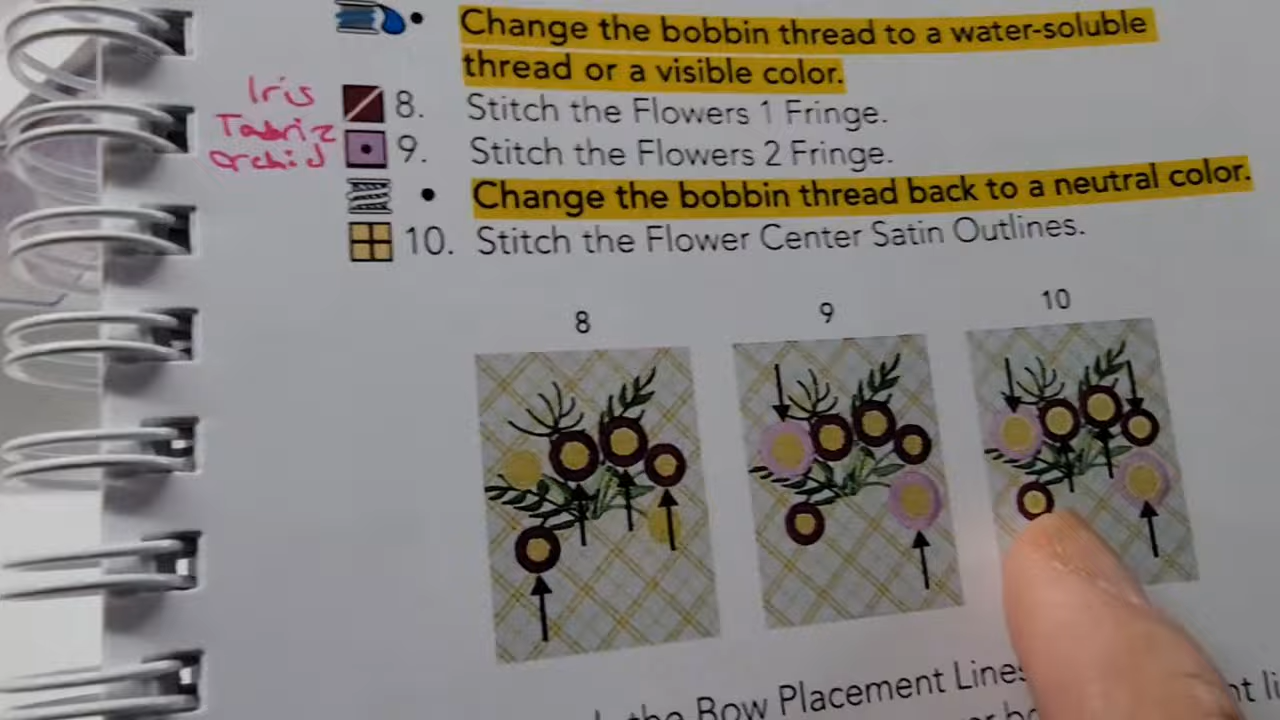 • Change the bobbin thread to a water-soluble
thread or a visible color.
Iris 8. Stitch the Flowers 1 Fringe.
Tabriz
orchid 9. Stitch the Flowers 2 Fringe.
• Change the bobbin thread back to a neutral color.
10. Stitch the Flower Center Satin Outlines.
8 9 10
the Bow Placement Lines